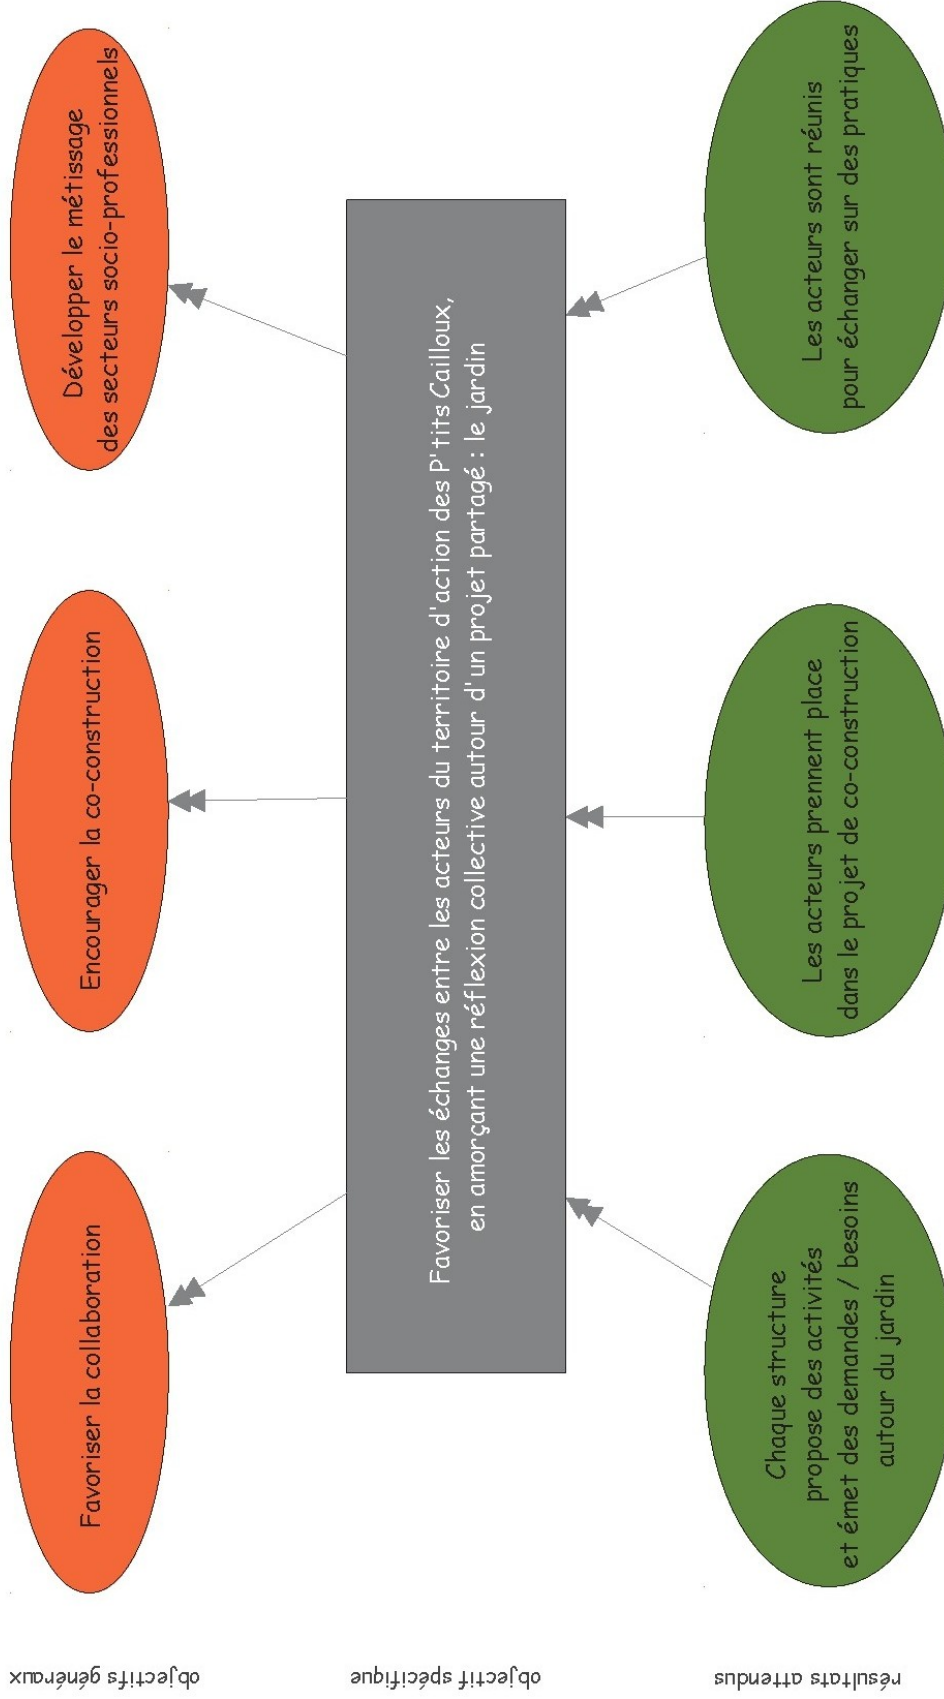 objectifs généraux
Favoriser la collaboration
Encourager la co-construction
Développer le métissage
des secteurs socio-professionnels
objectif spécifique
Favoriser les échanges entre les acteurs du territoire d'action des P'tits Cailloux,
en amorçant une réflexion collective autour d'un projet partagé : le jardin
résultats attendus
Chaque structure
propose des activités
et émet des demandes / besoins
autour du jardin
Les acteurs prennent place
dans le projet de co-construction
Les acteurs sont réunis
pour échanger sur des pratiques